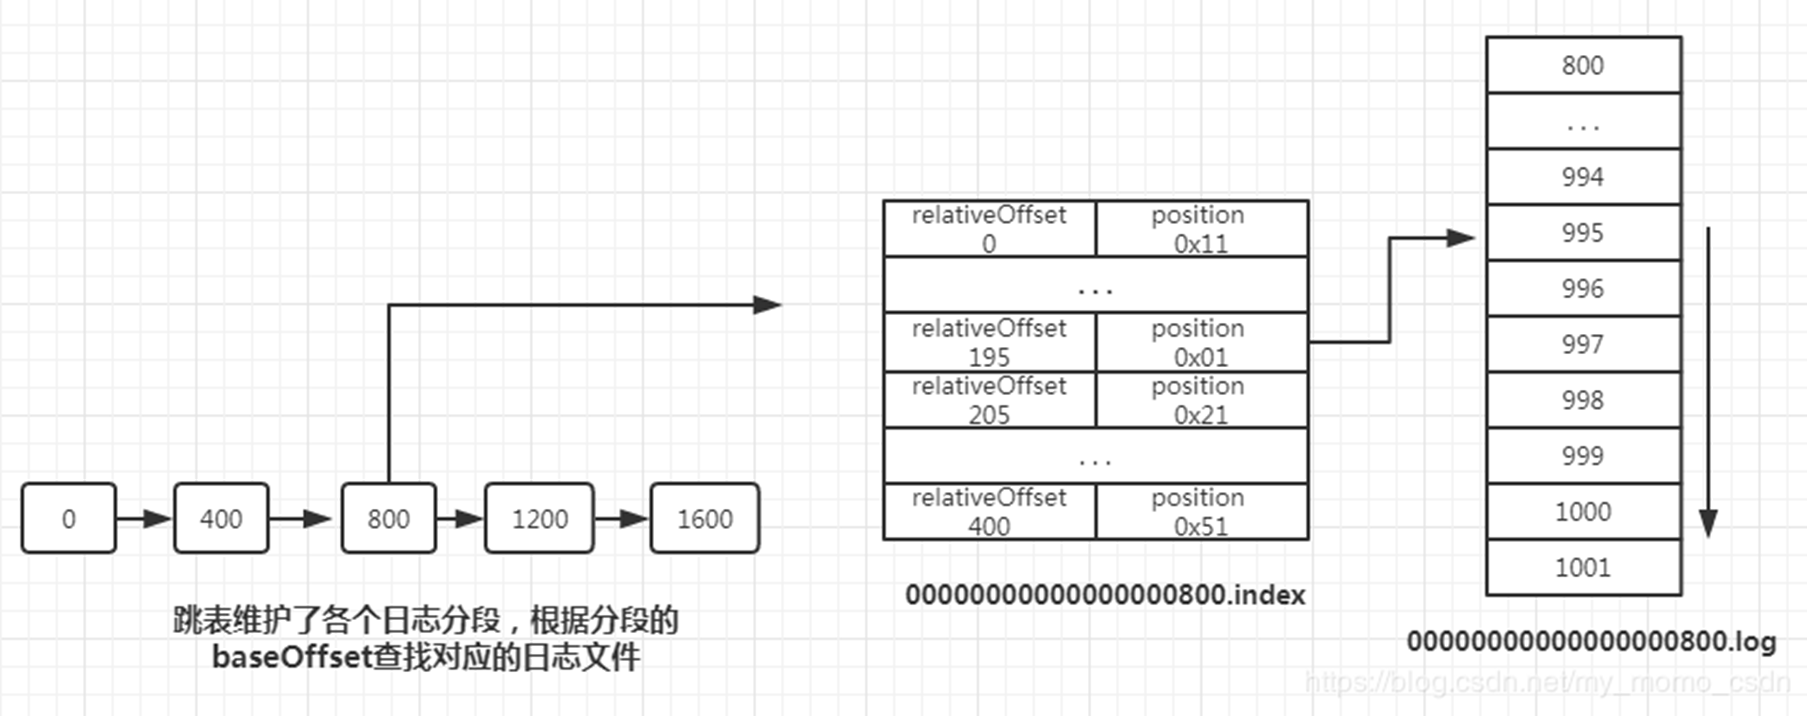 0
400
800
1200
1600
跳表维护了各个日志分段，根据分段的
baseOffset查找对应的日志文件
relativeOffset
0
position
0x11
...
relativeOffset
195
position
0x01
relativeOffset
205
position
0x21
...
relativeOffset
400
position
0x51
00000000000000000800.index
800
...
994
995
996
997
998
999
1000
1001
00000000000000000800.log
https://blog.csdn.net/my_momo_csdn